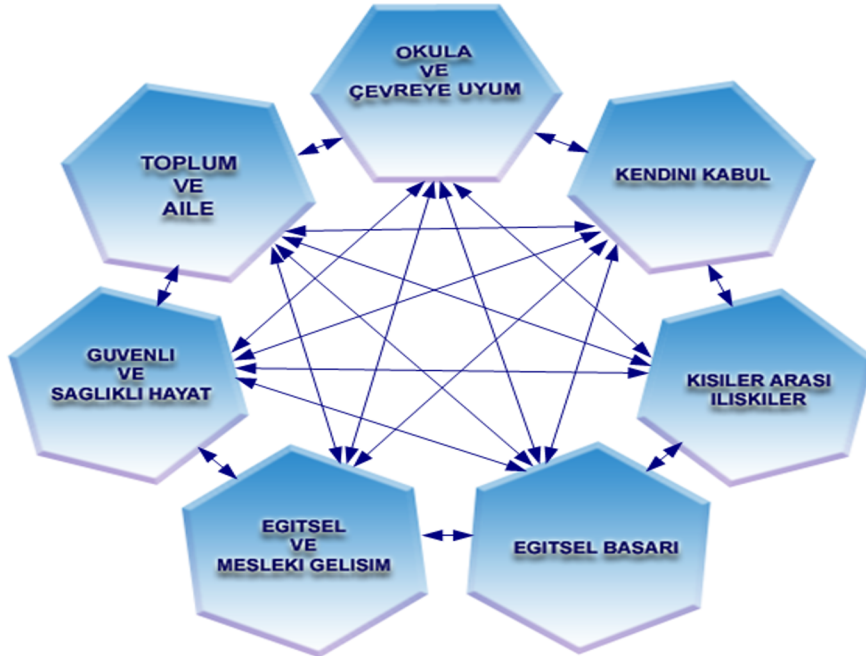 OKULA
VE
ÇEVREYE UYUM
TOPLUM
VE
AILE
KENDINI KABUL
GUVENLI
VE
SAGLIKLI HAYAT
KISILER ARASI
ILISKILER
EGITSEL
VE
MESLEKI GELISIM
EGITSEL BASARI